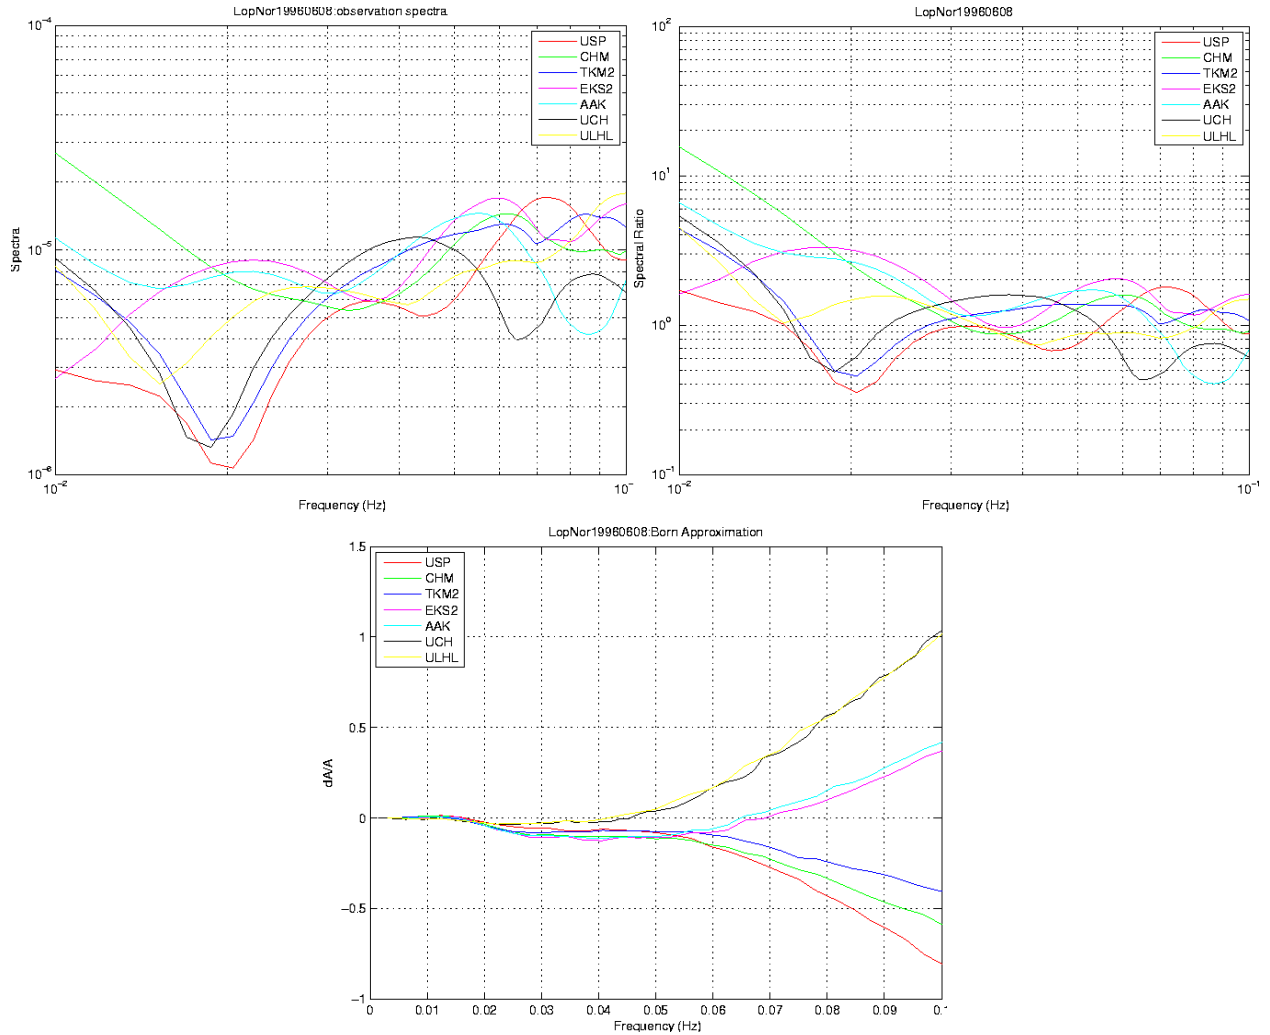 LopNor19960608:observation spectra
10⁻⁴
USP
CHM
TKM2
EKS2
AAK
UCH
ULHL
Spectra
10⁻⁵
10⁻⁶
10⁻²
10⁻
Frequency (Hz)
LopNor19960608
10²
USP
CHM
TKM2
EKS2
AAK
UCH
ULHL
10¹
Spectral Ratio
10⁰
10⁻¹
10⁻²
10⁻¹
Frequency (Hz)
LopNor19960608:Born Approximation
1.5
USP
CHM
TKM2
EKS2
AAK
UCH
ULHL
1
0.5
dA/A
0
−0.5
−1
0 0.01 0.02 0.03 0.04 0.05 0.06 0.07 0.08 0.09 0.1
Frequency (Hz)